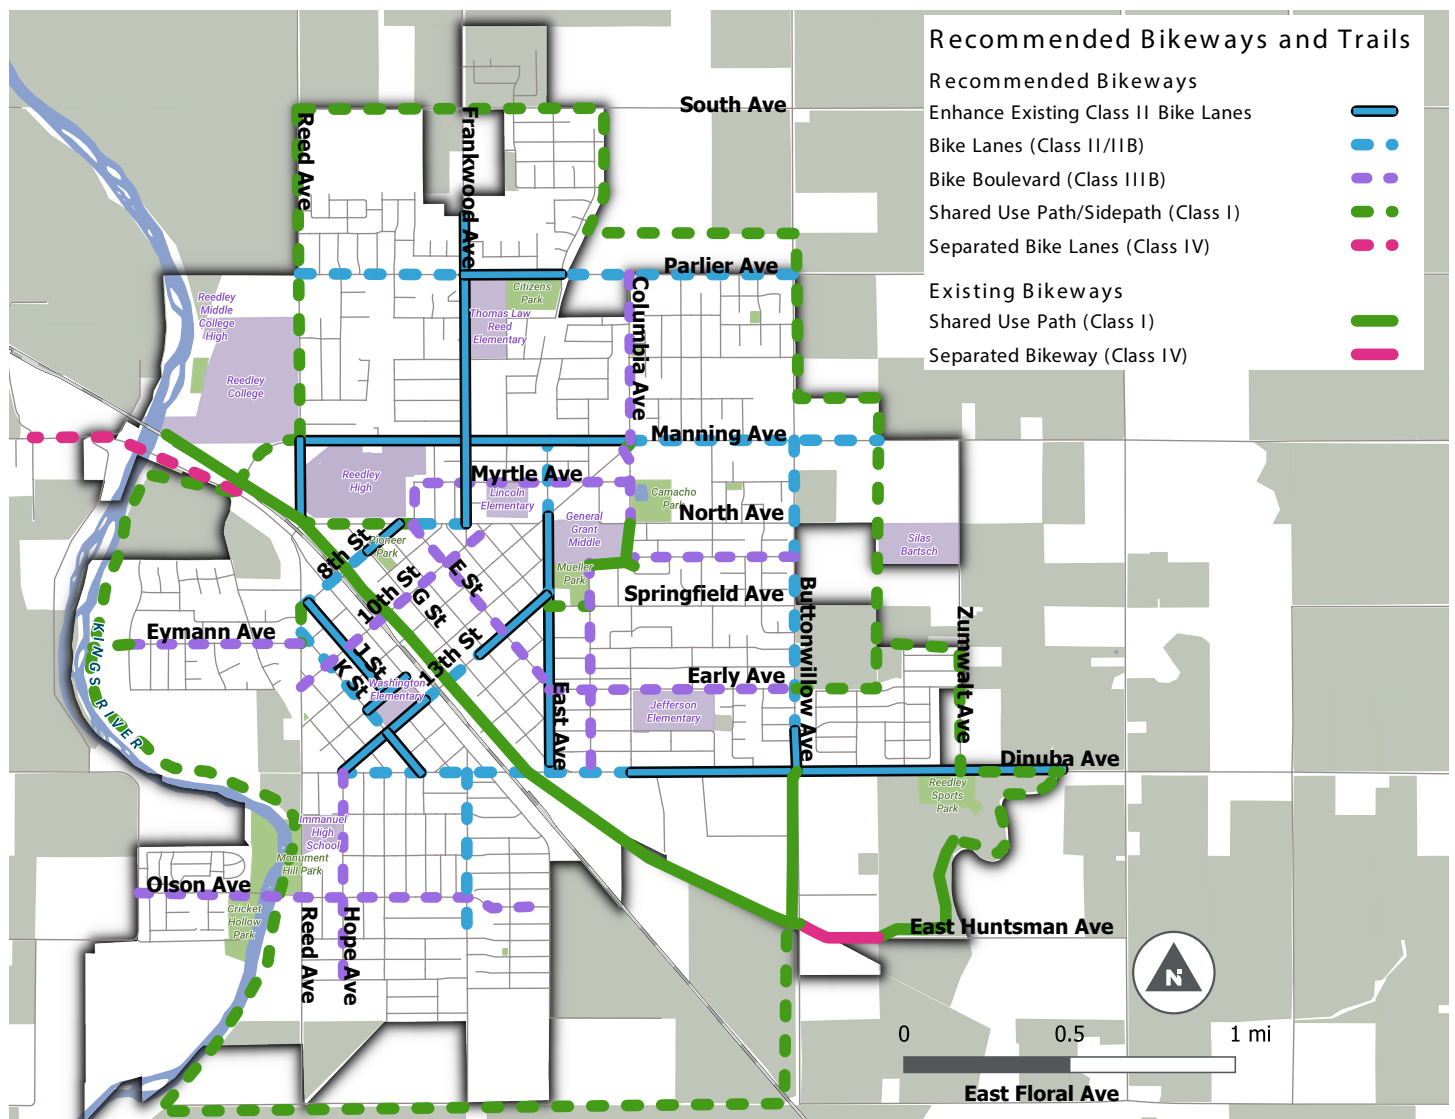 Recommended Bikeways and Trails
Recommended Bikeways
Enhance Existing Class II Bike Lanes
Bike Lanes (Class II/IIB)
Bike Boulevard (Class IIIB)
Shared Use Path/Sidepath (Class I)
Separated Bike Lanes (Class IV)
Existing Bikeways
Shared Use Path (Class I)
Separated Bikeway (Class IV)
South Ave
Reed Ave
Frankwood Ave
Parlier Ave
Citizens
Park
Reedley
Middle
College
High
Thomas Law
Reed
Elementary
Columbia Ave
Reedley
College
Manning Ave
Myrtle Ave
Reedley
High
Lincoln
Elementary
Camacho
Park
North Ave
General
Grant
Middle
Silas
Bartsch
8th St
Pioneer
Park
E St
Mueller
Park
10th St
G St
Springfield Ave
Buttonwillow Ave
Zumwalt Ave
Eymann Ave
KINGS RIVER
J St
K St
13th St
Washington
Elementary
Early Ave
East Ave
Jefferson
Elementary
Dinuba Ave
Reedley
Sports
Park
Immanuel
High
School
Monument
Hill Park
Olson Ave
Cricket
Hollow
Park
Reed Ave
Hope Ave
East Huntsman Ave
N
0 0.5 1 mi
East Floral Ave